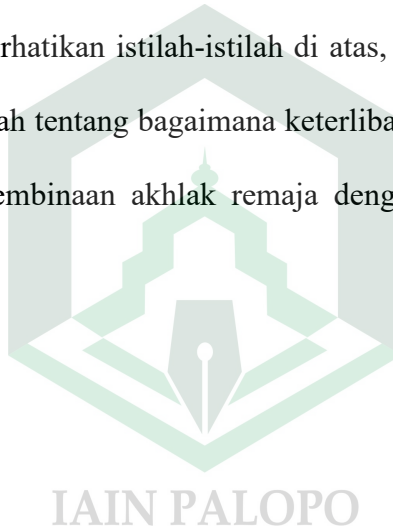 rhatikan istilah-istilah di atas,
ah tentang bagaimana keterliba
embinaan akhlak remaja deng
IAIN PALOPO